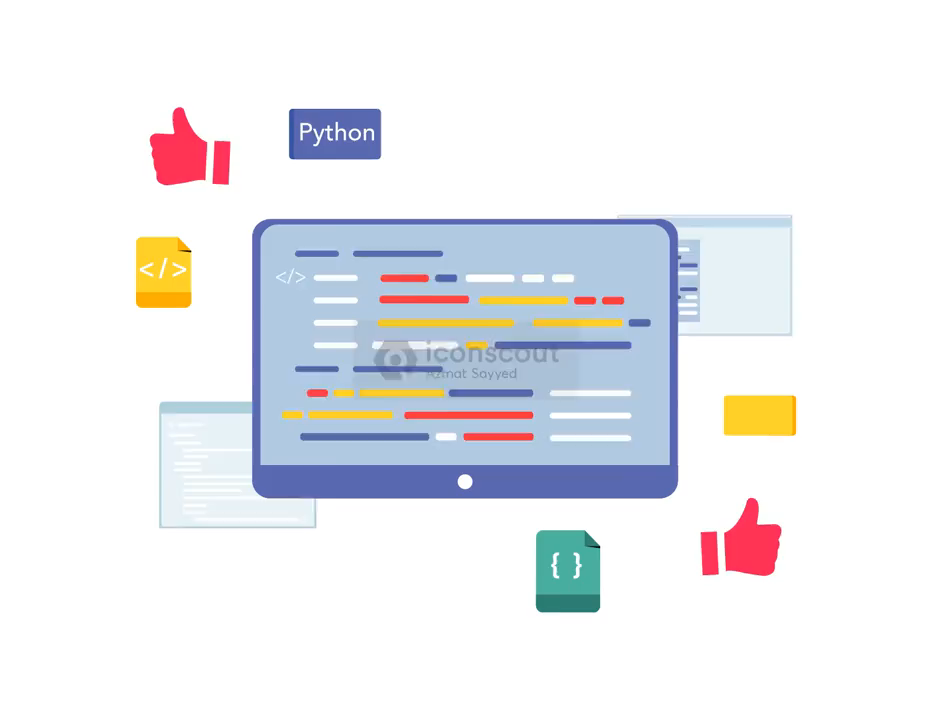 Python
</>
</>
iconscout
Azmat Sayyed
{ }